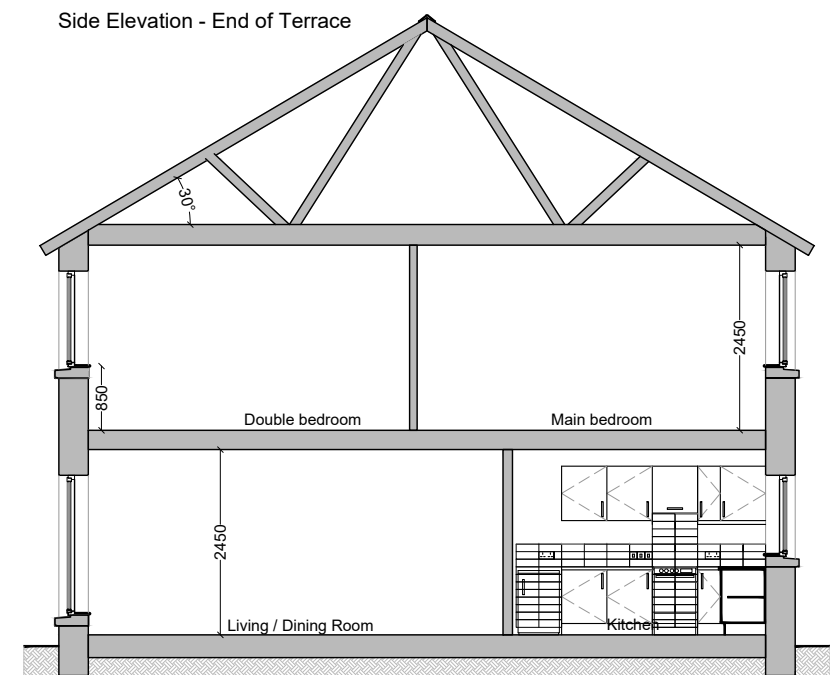 Side Elevation - End of Terrace
30°
2450
850
Double bedroom
Main bedroom
2450
Living / Dining Room
Kitchen